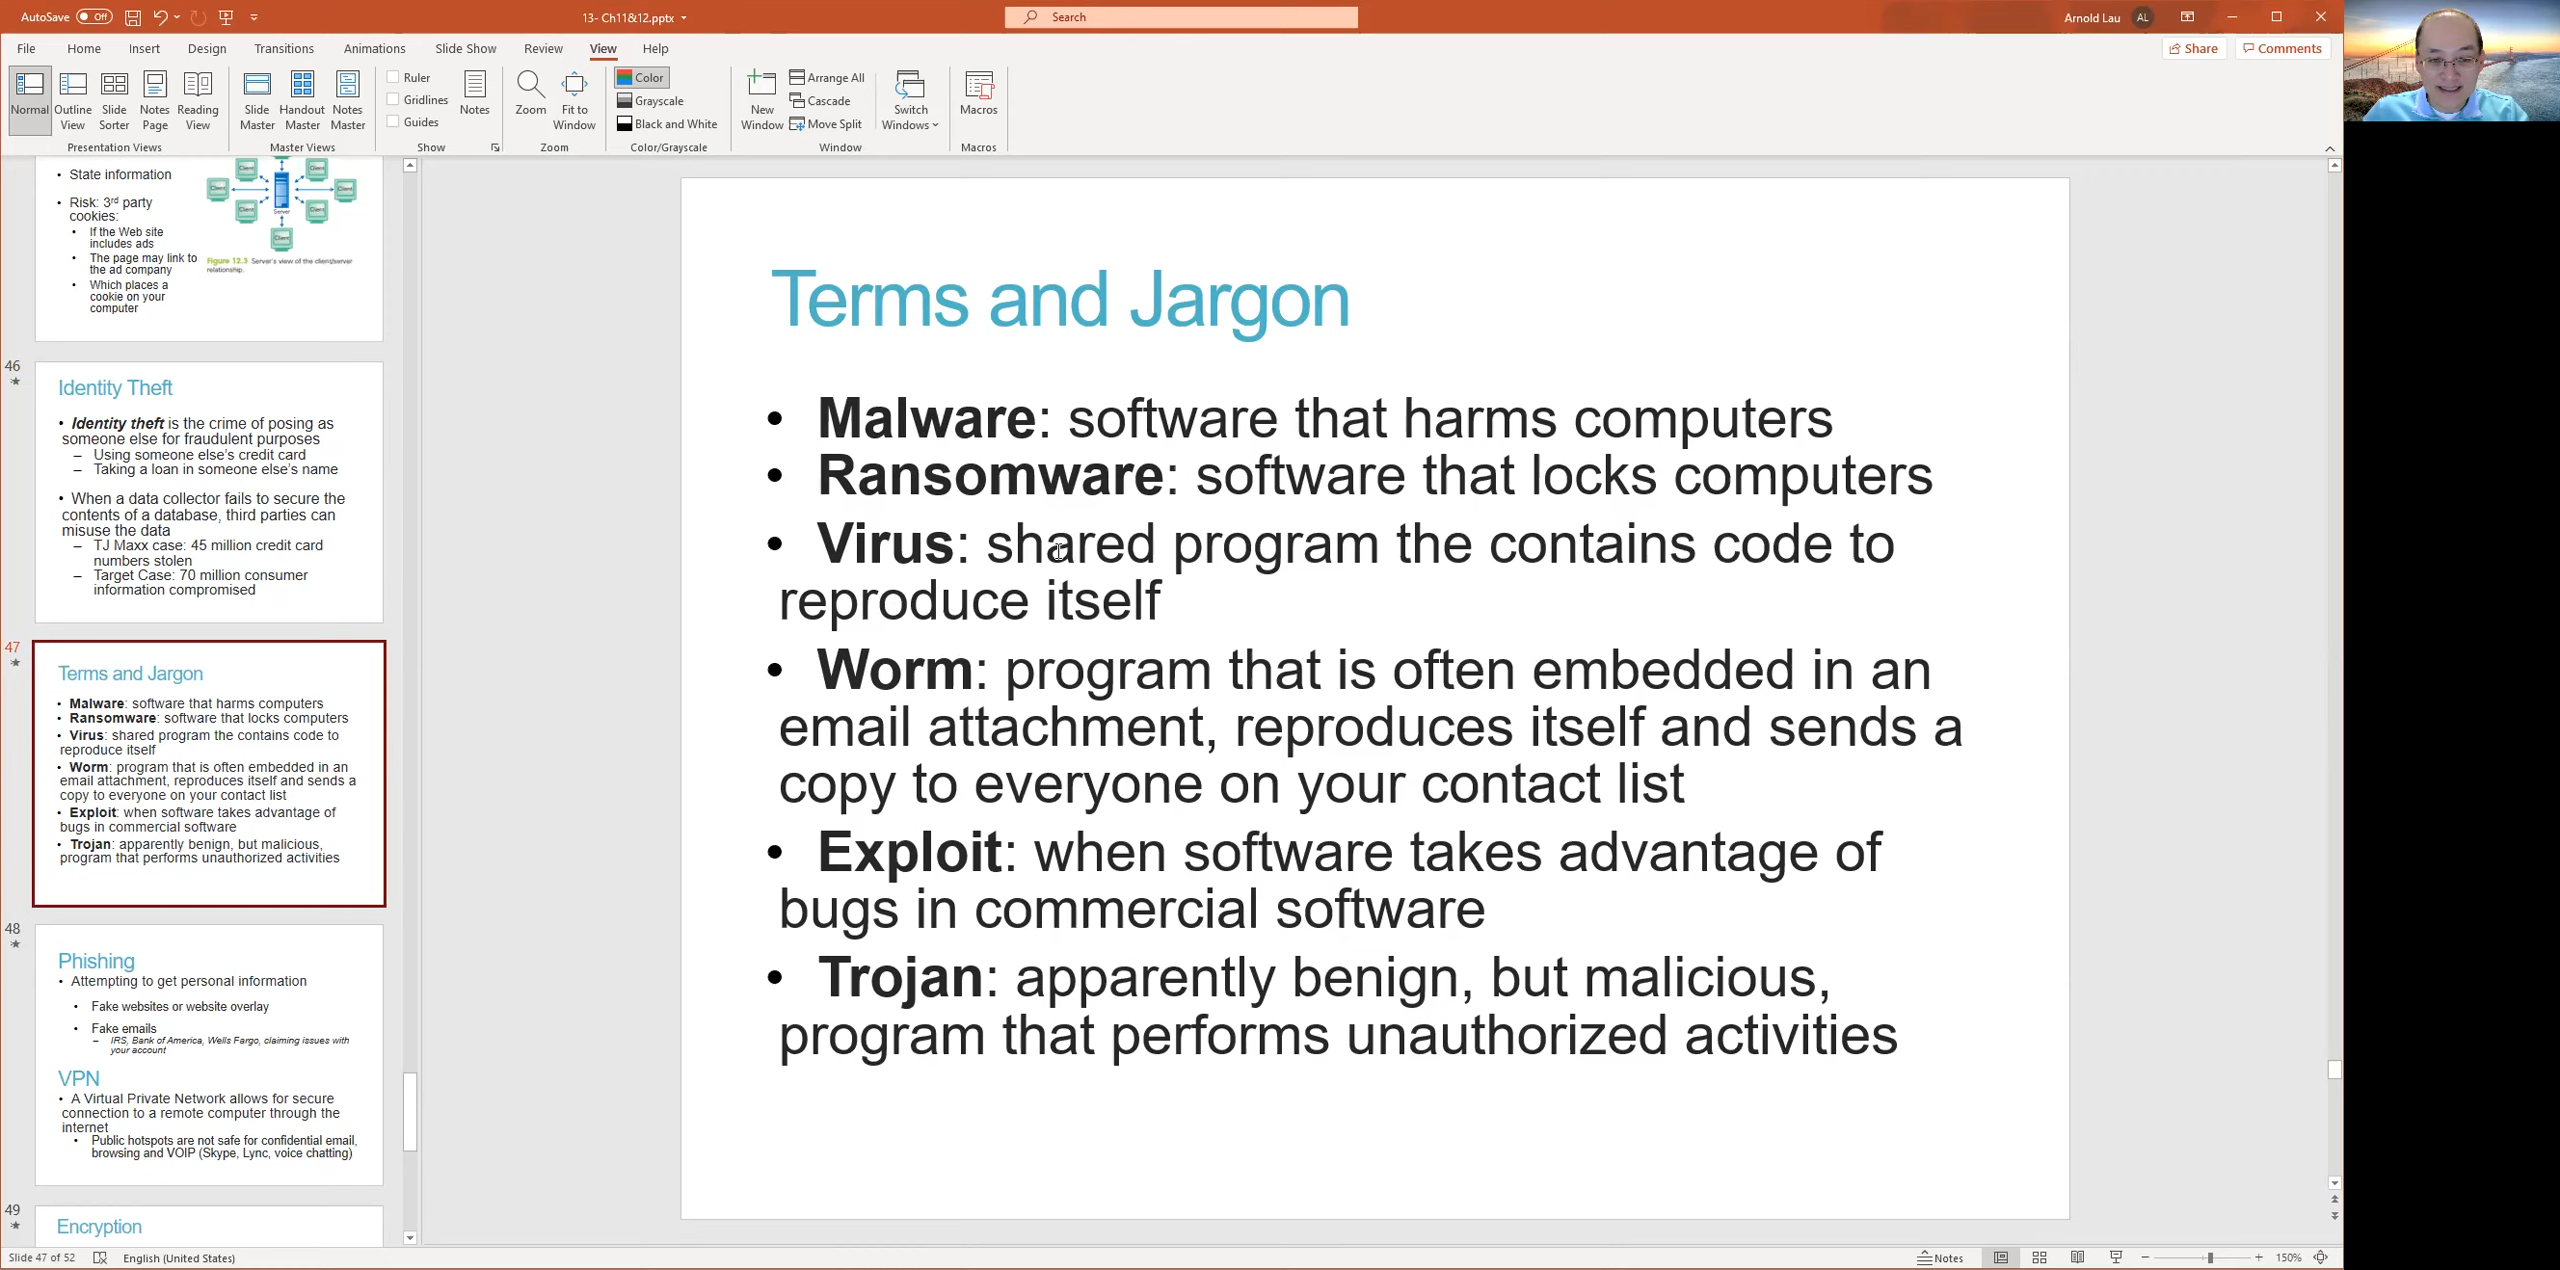 AutoSave Off
13- Ch11&12.pptx
Search
Arnold Lau AL
File Home Insert Design Transitions Animations Slide Show Review View Help
Share Comments
Normal
Outline View
Slide Sorter
Notes Page
Reading View
Presentation Views
Slide Master
Handout Master
Notes Master
Master Views
Ruler
Gridlines
Guides
Notes
Show
Zoom
Fit to Window
Zoom
Color
Grayscale
Black and White
Color/Grayscale
New Window
Arrange All
Cascade
Move Split
Switch Windows
Window
Macros
Macros
• State information
• Risk: 3rd party
cookies:
• If the Web site
includes ads
• The page may link to
the ad company
• Which places a
cookie on your
computer
Client
Client
Client
Client
Client
Client
Client
Server
Figure 12.3 Server's view of the client/server
relationship.
46
Identity Theft
• Identity theft is the crime of posing as
someone else for fraudulent purposes
– Using someone else's credit card
– Taking a loan in someone else's name
• When a data collector fails to secure the
contents of a database, third parties can
misuse the data
– TJ Maxx case: 45 million credit card
numbers stolen
– Target Case: 70 million consumer
information compromised
47
Terms and Jargon
• Malware: software that harms computers
• Ransomware: software that locks computers
• Virus: shared program the contains code to
reproduce itself
• Worm: program that is often embedded in an
email attachment, reproduces itself and sends a
copy to everyone on your contact list
• Exploit: when software takes advantage of
bugs in commercial software
• Trojan: apparently benign, but malicious,
program that performs unauthorized activities
48
Phishing
• Attempting to get personal information
• Fake websites or website overlay
• Fake emails
– IRS, Bank of America, Wells Fargo, claiming issues with
your account
VPN
• A Virtual Private Network allows for secure
connection to a remote computer through the
internet
• Public hotspots are not safe for confidential email,
browsing and VOIP (Skype, Lync, voice chatting)
49
Encryption
Terms and Jargon
• Malware: software that harms computers
• Ransomware: software that locks computers
• Virus: shared program the contains code to
reproduce itself
• Worm: program that is often embedded in an
email attachment, reproduces itself and sends a
copy to everyone on your contact list
• Exploit: when software takes advantage of
bugs in commercial software
• Trojan: apparently benign, but malicious,
program that performs unauthorized activities
Slide 47 of 52 English (United States)
Notes 150%